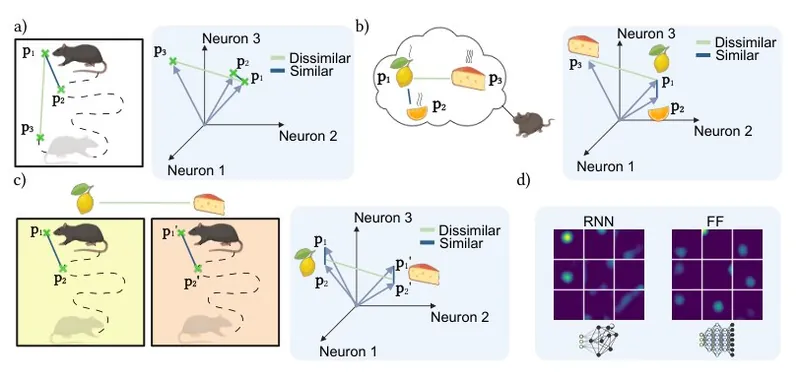 a)
p₁
p₂
p₃
Neuron 3
p₃
p₂
p₁
Dissimilar
Similar
Neuron 2
Neuron 1
b)
p₁
p₃
p₂
Neuron 3
p₃
p₁
p₂
Dissimilar
Similar
Neuron 2
Neuron 1
c)
p₁
p₂
p₁'
p₂'
Neuron 3
p₁
p₂
p₁'
p₂'
Dissimilar
Similar
Neuron 2
Neuron 1
d)
RNN
FF